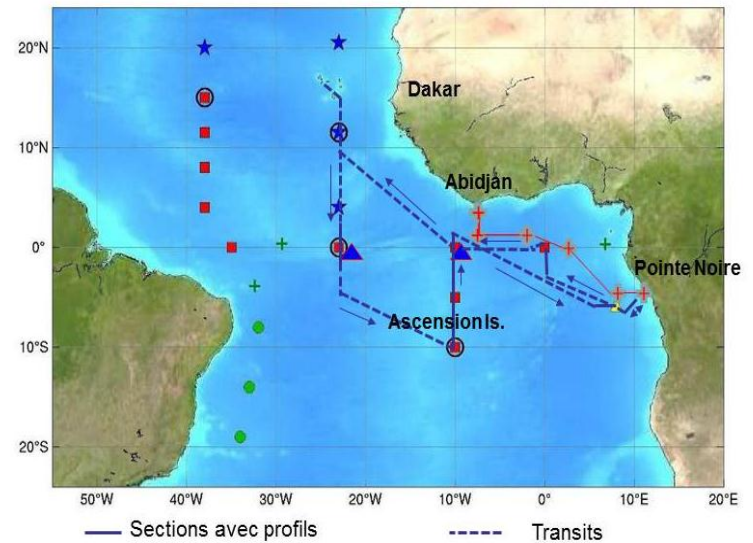 20°N
10°N
0°
10°S
20°S
Dakar
Abidjan
Pointe Noire
Ascension Is.
50°W 40°W 30°W 20°W 10°W 0° 10°E 20°E
Sections avec profils Transits